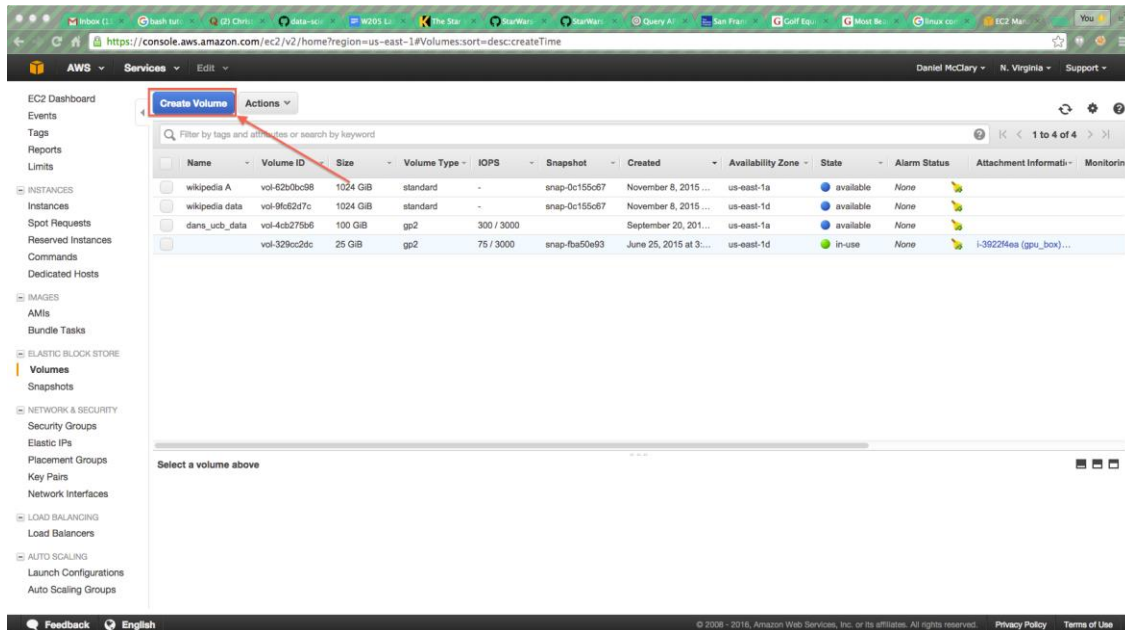 Inbox (1
bash tuto
(2) Chris
data-scie
W205 La
The Star
StarWars
StarWars
Query A
San Fran
Golf Equi
Most Be
linux com
EC2 Man
You
https://console.aws.amazon.com/ec2/v2/home?region=us-east-1#Volumes:sort=desc:createTime
AWS Services Edit Daniel McClary N. Virginia Support
EC2 Dashboard
Events
Tags
Reports
Limits
INSTANCES
Instances
Spot Requests
Reserved Instances
Commands
Dedicated Hosts
IMAGES
AMIs
Bundle Tasks
ELASTIC BLOCK STORE
Volumes
Snapshots
NETWORK & SECURITY
Security Groups
Elastic IPs
Placement Groups
Key Pairs
Network Interfaces
LOAD BALANCING
Load Balancers
AUTO SCALING
Launch Configurations
Auto Scaling Groups
Create Volume Actions
Filter by tags and attributes or search by keyword 1 to 4 of 4
Name Volume ID Size Volume Type IOPS Snapshot Created Availability Zone State Alarm Status Attachment Informati Monitorin
wikipedia A vol-62b0bc98 1024 GiB standard - snap-0c155c67 November 8, 2015 ... us-east-1a available None
wikipedia data vol-9fc62d7c 1024 GiB standard - snap-0c155c67 November 8, 2015 ... us-east-1d available None
dans_ucb_data vol-4cb275b6 100 GiB gp2 300 / 3000 September 20, 201... us-east-1a available None
vol-329cc2dc 25 GiB gp2 75 / 3000 snap-fba50e93 June 25, 2015 at 3:... us-east-1d in-use None i-3922f4ea (gpu_box)...
Select a volume above
Feedback English © 2008 - 2016, Amazon Web Services, Inc. or its affiliates. All rights reserved. Privacy Policy Terms of Use